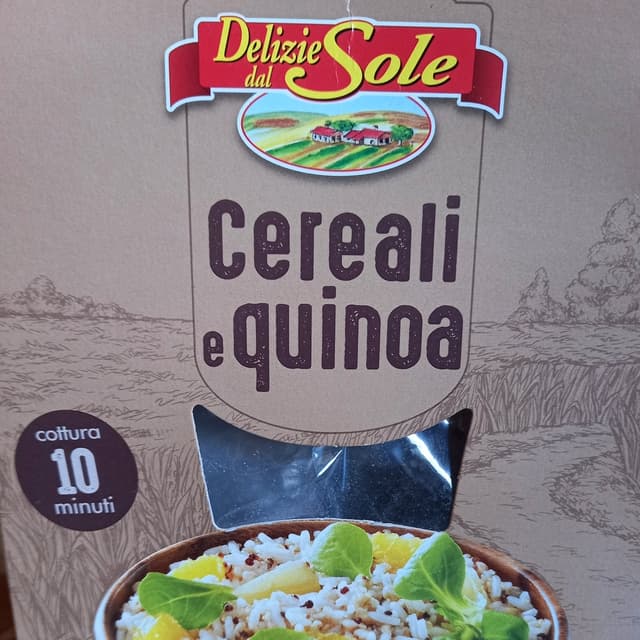 Delizie
dal Sole
Cereali
e quinoa
cottura
10
minuti